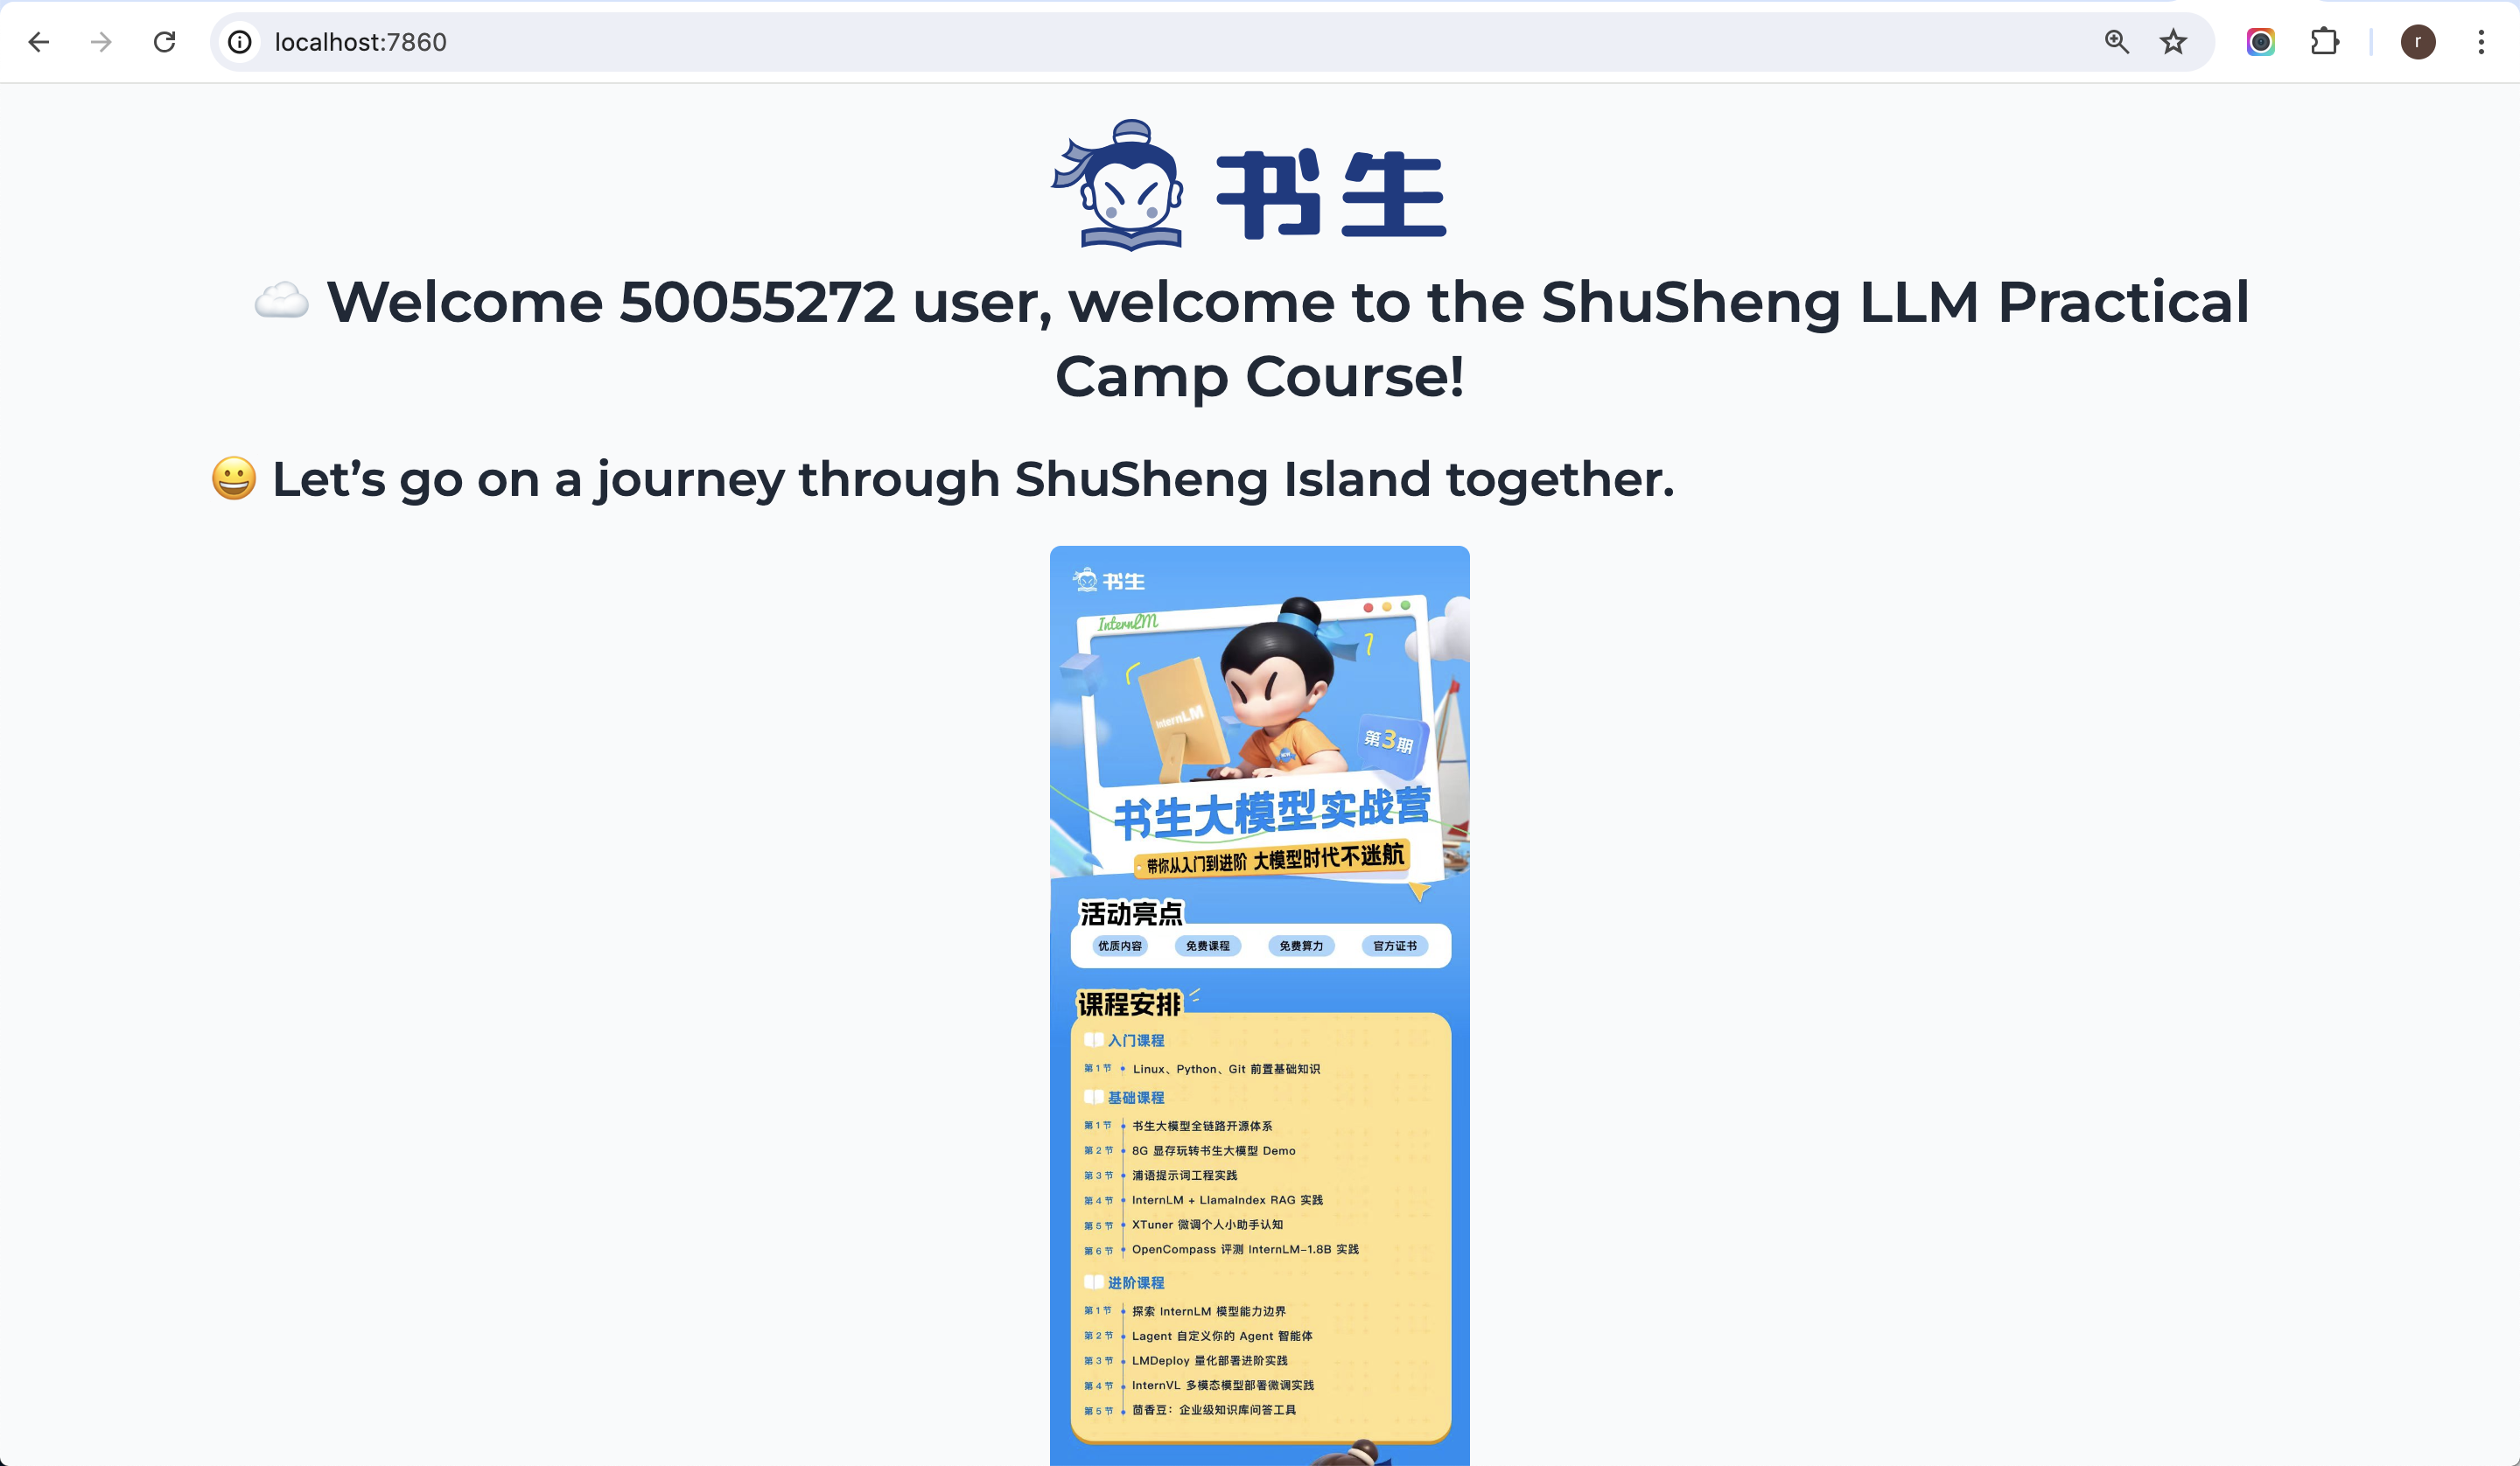 localhost:7860
r
书生
Welcome 50055272 user, welcome to the ShuSheng LLM Practical
Camp Course!
Let’s go on a journey through ShuSheng Island together.
书生
InternLM
InternLM
第3期
书生大模型实战营
带你从入门到进阶 大模型时代不迷航
活动亮点
优质内容 免费课程 免费算力 官方证书
课程安排
入门课程
第1节 Linux、Python、Git 前置基础知识
基础课程
第1节 书生大模型全链路开源体系
第2节 8G 显存玩转书生大模型 Demo
第3节 浦语提示词工程实践
第4节 InternLM + LlamaIndex RAG 实践
第5节 XTuner 微调个人小助手认知
第6节 OpenCompass 评测 InternLM-1.8B 实践
进阶课程
第1节 探索 InternLM 模型能力边界
第2节 Lagent 自定义你的 Agent 智能体
第3节 LMDeploy 量化部署进阶实践
第4节 InternVL 多模态模型部署微调实践
第5节 茴香豆：企业级知识库问答工具